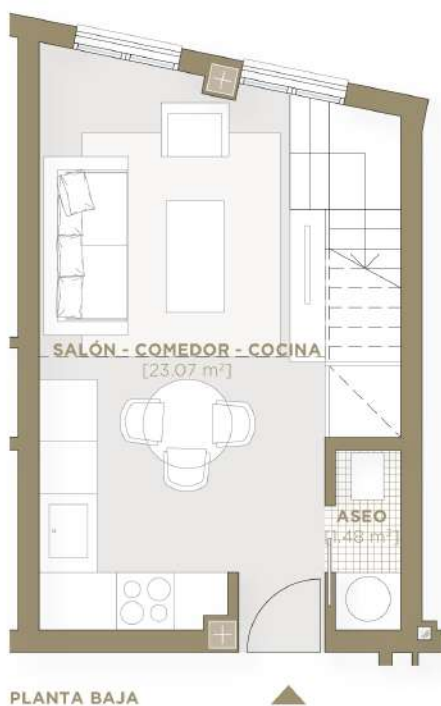 SALÓN - COMEDOR - COCINA
[23.07 m²]
ASEO
[1.48 m²]
PLANTA BAJA